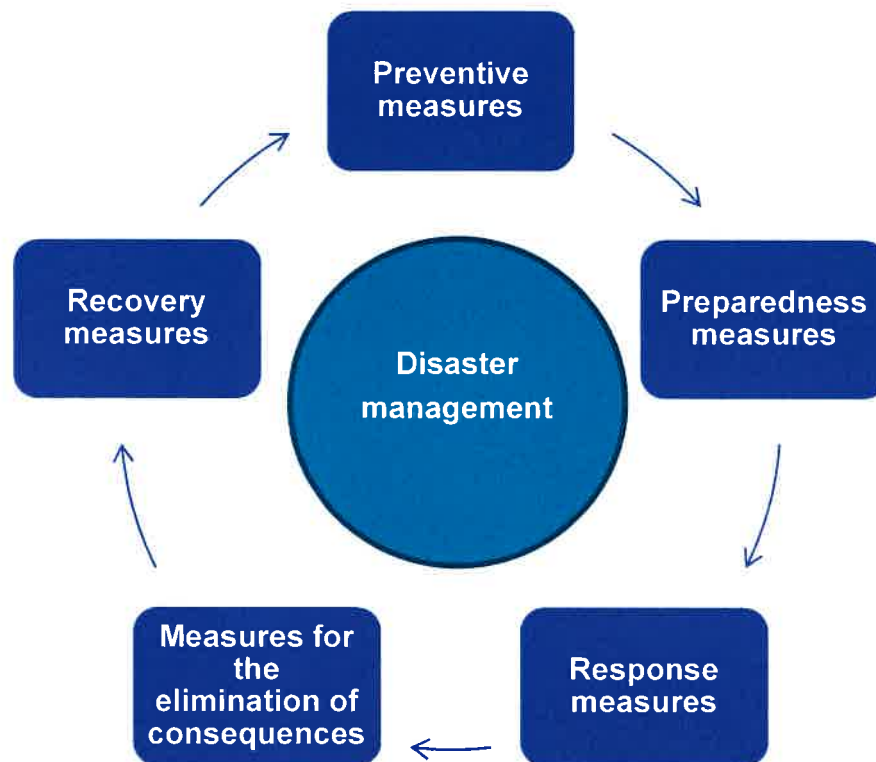 Preventive
measures
Preparedness
measures
Response
measures
Measures for
the
elimination of
consequences
Recovery
measures
Disaster
management